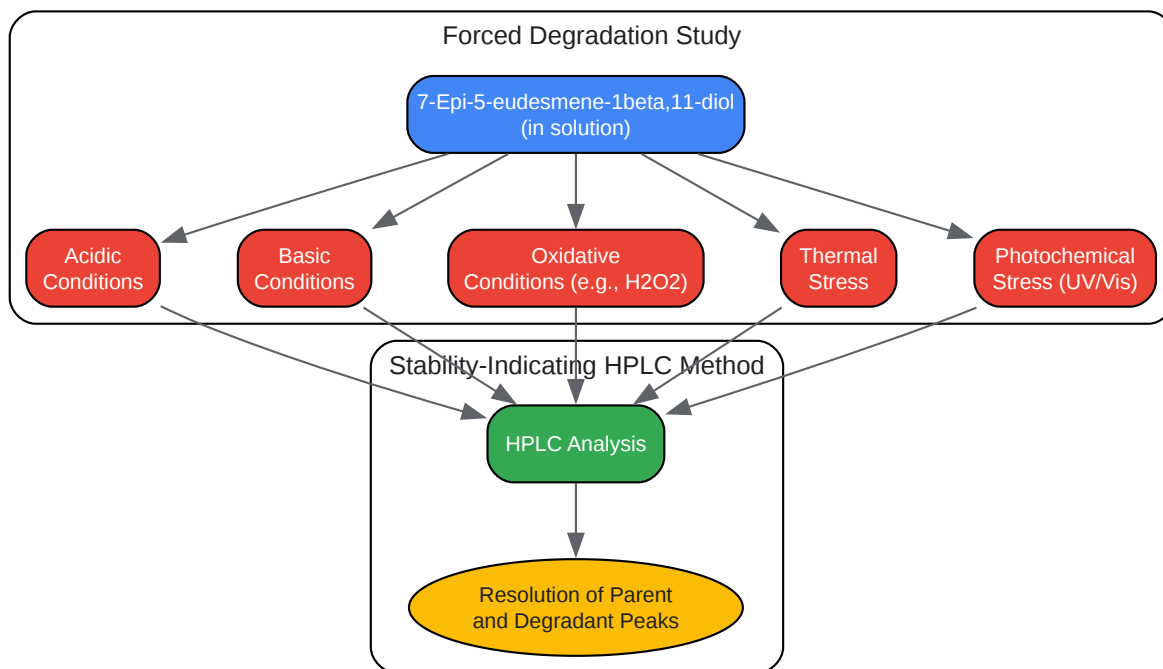 Forced Degradation Study
7-Epi-5-eudesmene-1beta,11-diol
(in solution)
Acidic
Conditions
Basic
Conditions
Oxidative
Conditions (e.g., H2O2)
Thermal
Stress
Photochemical
Stress (UV/Vis)
Stability-Indicating HPLC Method
HPLC Analysis
Resolution of Parent
and Degradant Peaks